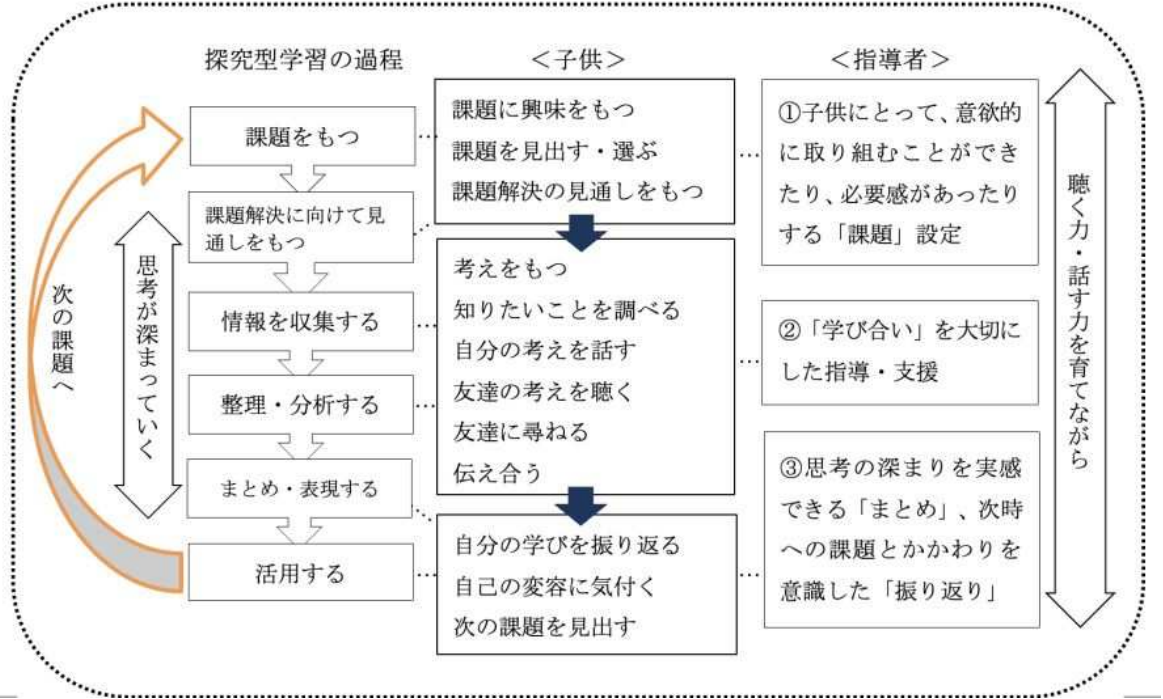 探究型学習の過程
＜子供＞
＜指導者＞
課題をもつ
課題解決に向けて見
通しをもつ
情報を収集する
整理・分析する
まとめ・表現する
活用する
次の課題へ
思考が深まっていく
課題に興味をもつ
課題を見出す・選ぶ
課題解決の見通しをもつ
考えをもつ
知りたいことを調べる
自分の考えを話す
友達の考えを聴く
友達に尋ねる
伝え合う
自分の学びを振り返る
自己の変容に気付く
次の課題を見出す
①子供にとって、意欲的
に取り組むことができ
たり、必要感があったり
する「課題」設定
②「学び合い」を大切に
した指導・支援
③思考の深まりを実感
できる「まとめ」、次時
への課題とかかわりを
意識した「振り返り」
聴く力・話す力を育てながら